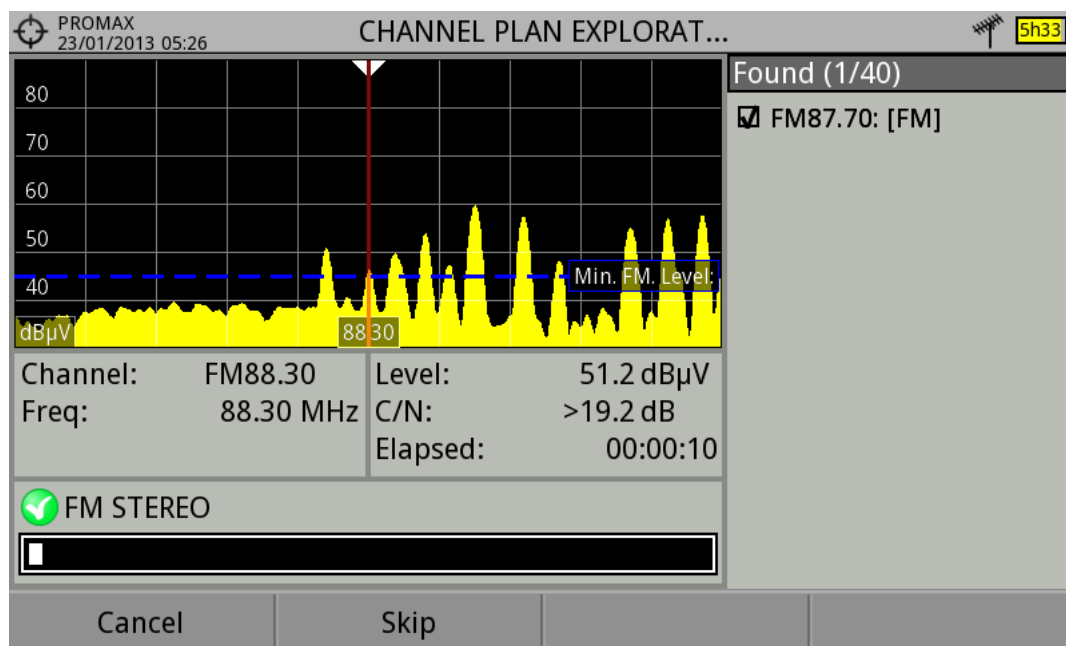 PROMAX
23/01/2013 05:26
CHANNEL PLAN EXPLORAT...
5h33
80
70
60
50
40
dBµV
88.30
Min. FM. Level:
Found (1/40)
FM87.70: [FM]
Channel: FM88.30
Freq: 88.30 MHz
Level: 51.2 dBµV
C/N: >19.2 dB
Elapsed: 00:00:10
FM STEREO
Cancel Skip